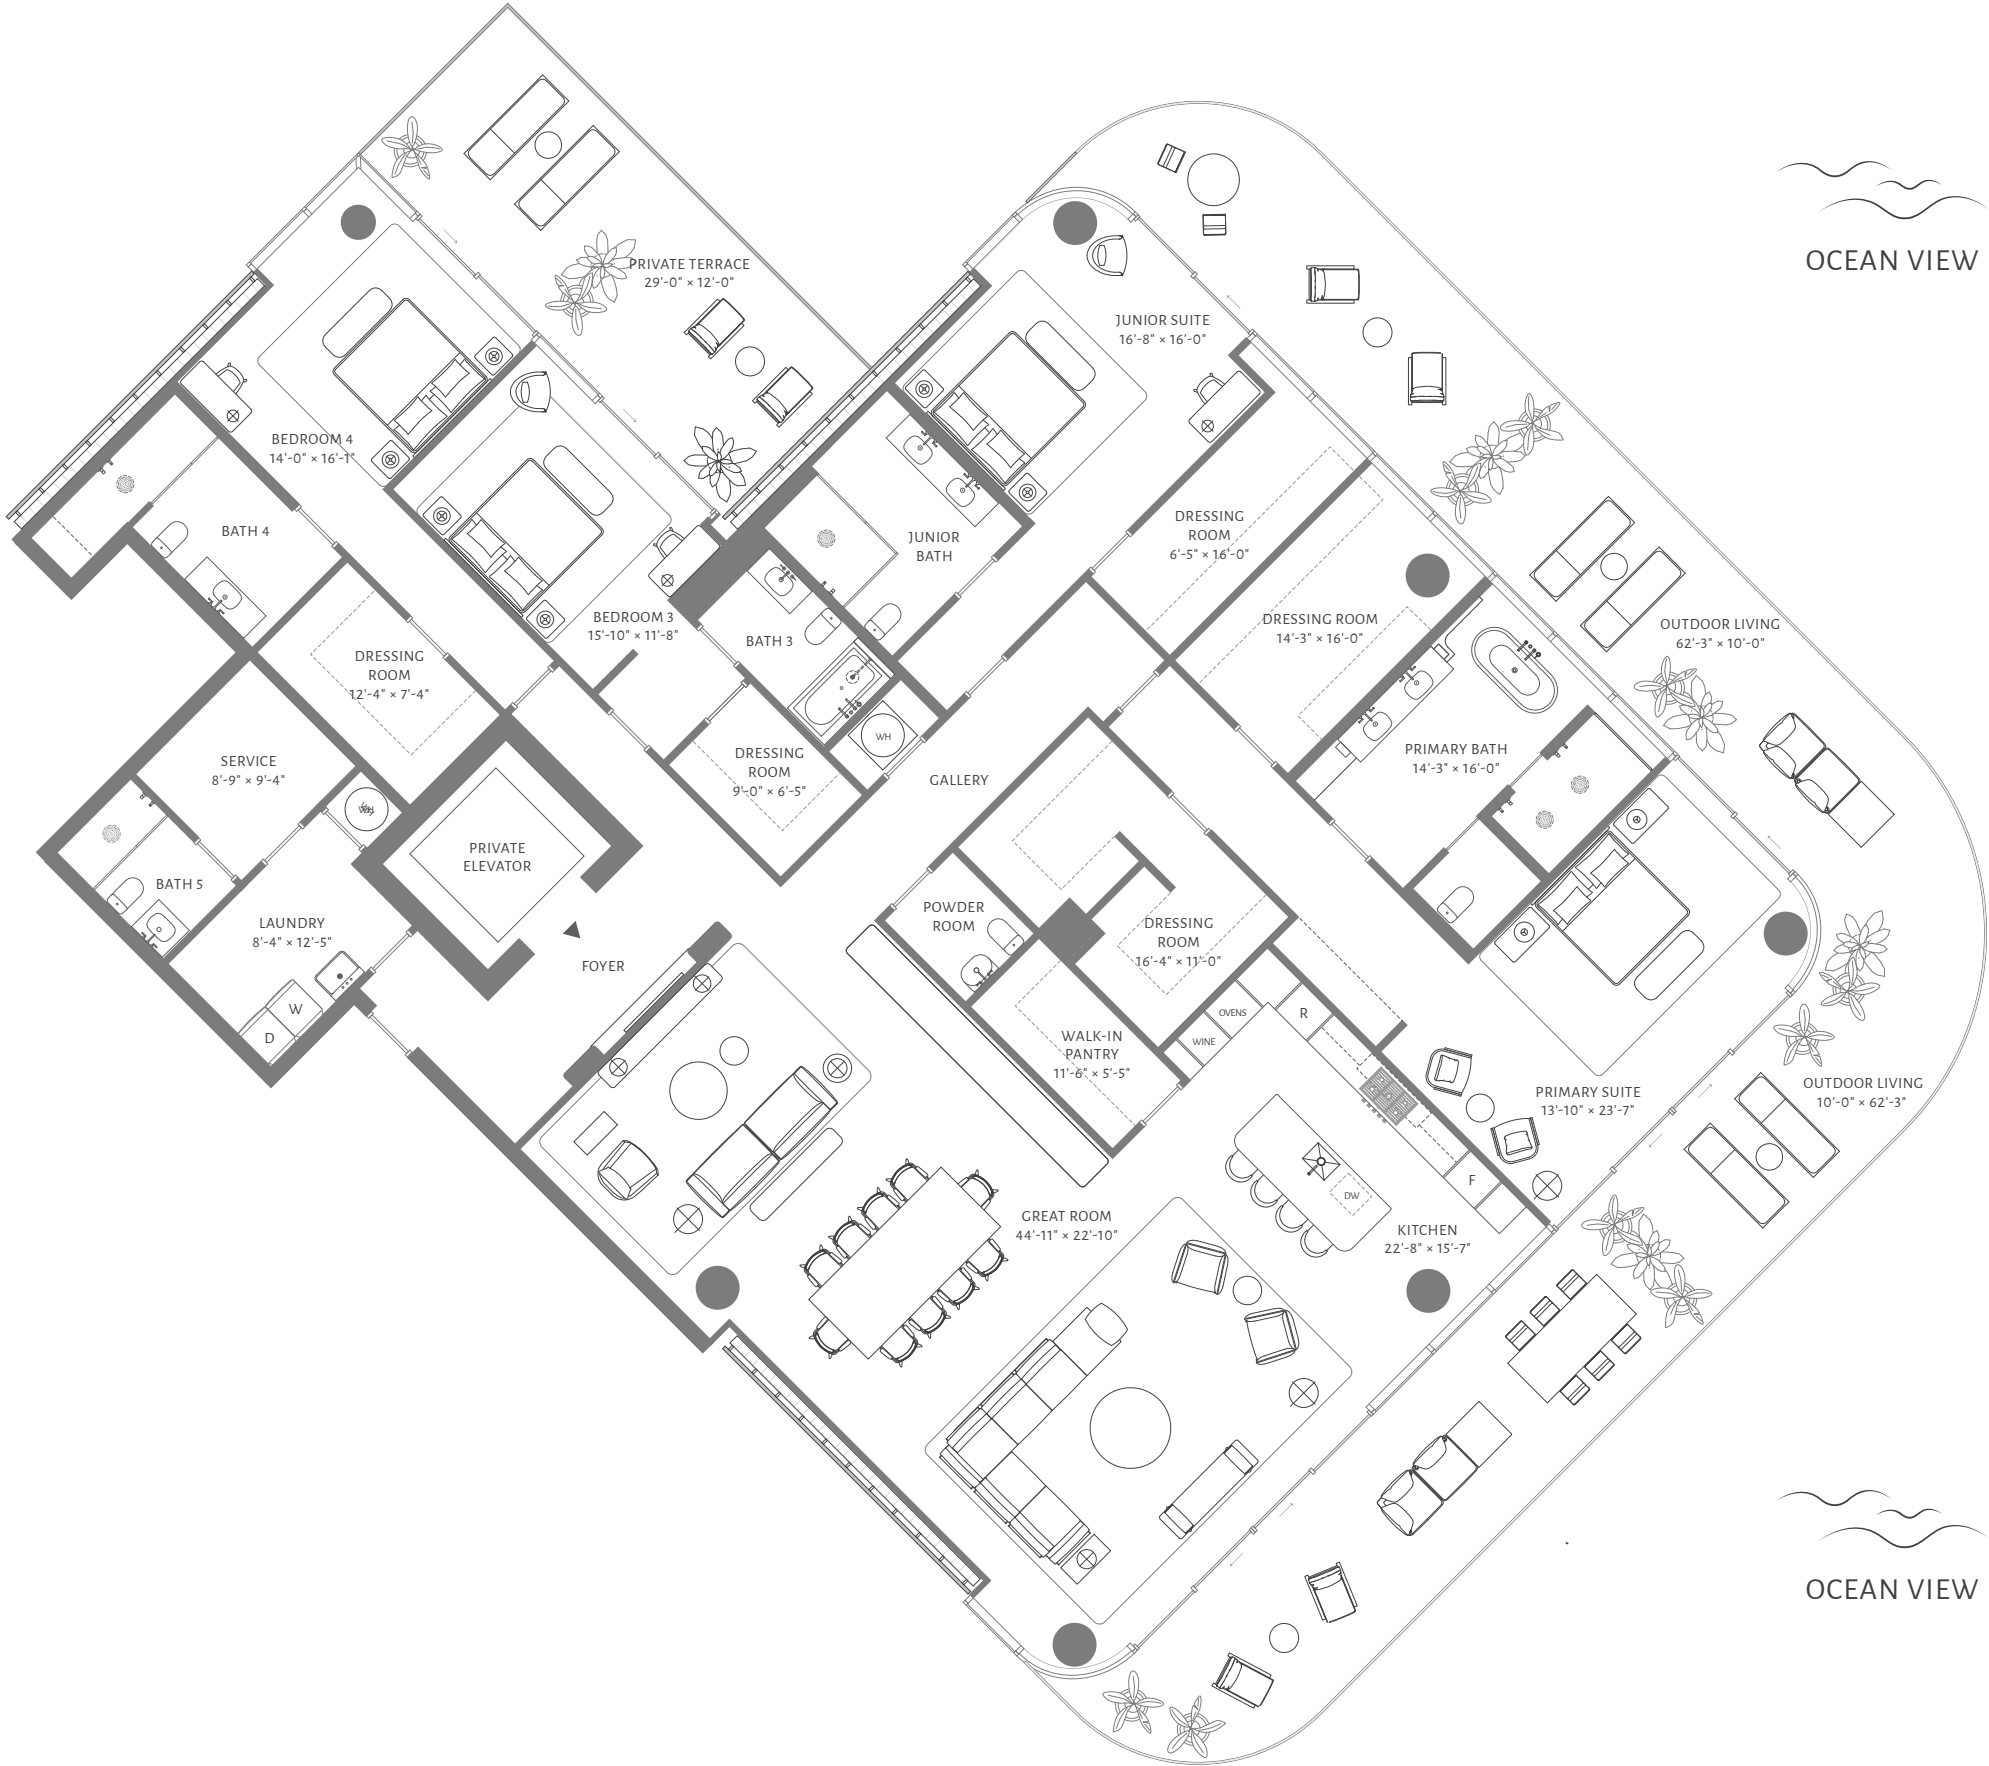 PRIVATE TERRACE
29'-0" × 12'-0"
OCEAN VIEW
JUNIOR SUITE
16'-8" × 16'-0"
BEDROOM 4
14'-0" × 16'-1"
BATH 4
JUNIOR
BATH
DRESSING
ROOM
6'-5" × 16'-0"
BEDROOM 3
15'-10" × 11'-8"
BATH 3
DRESSING ROOM
14'-3" × 16'-0"
OUTDOOR LIVING
62'-3" × 10'-0"
DRESSING
ROOM
12'-4" × 7'-4"
WH
PRIMARY BATH
14'-3" × 16'-0"
SERVICE
8'-9" × 9'-4"
DRESSING
ROOM
9'-0" × 6'-5"
GALLERY
PRIVATE
ELEVATOR
BATH 5
POWDER
ROOM
LAUNDRY
8'-4" × 12'-5"
DRESSING
ROOM
16'-4" × 11'-0"
FOYER
W
D
OVENS
R
WINE
WALK-IN
PANTRY
11'-6" × 5'-5"
PRIMARY SUITE
13'-10" × 23'-7"
OUTDOOR LIVING
10'-0" × 62'-3"
F
DW
GREAT ROOM
44'-11" × 22'-10"
KITCHEN
22'-8" × 15'-7"
OCEAN VIEW